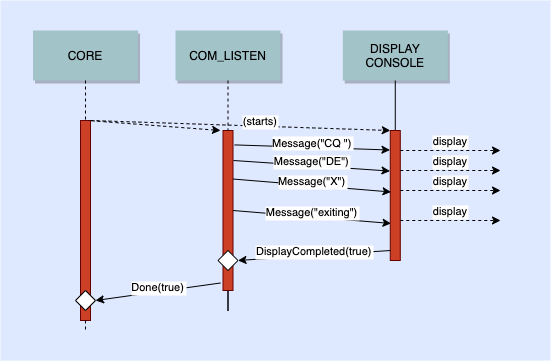 CORE
COM_LISTEN
DISPLAY
CONSOLE
(starts)
Message("CQ ")
display
Message("DE")
display
Message("X")
display
Message("exiting")
display
DisplayCompleted(true)
Done(true)